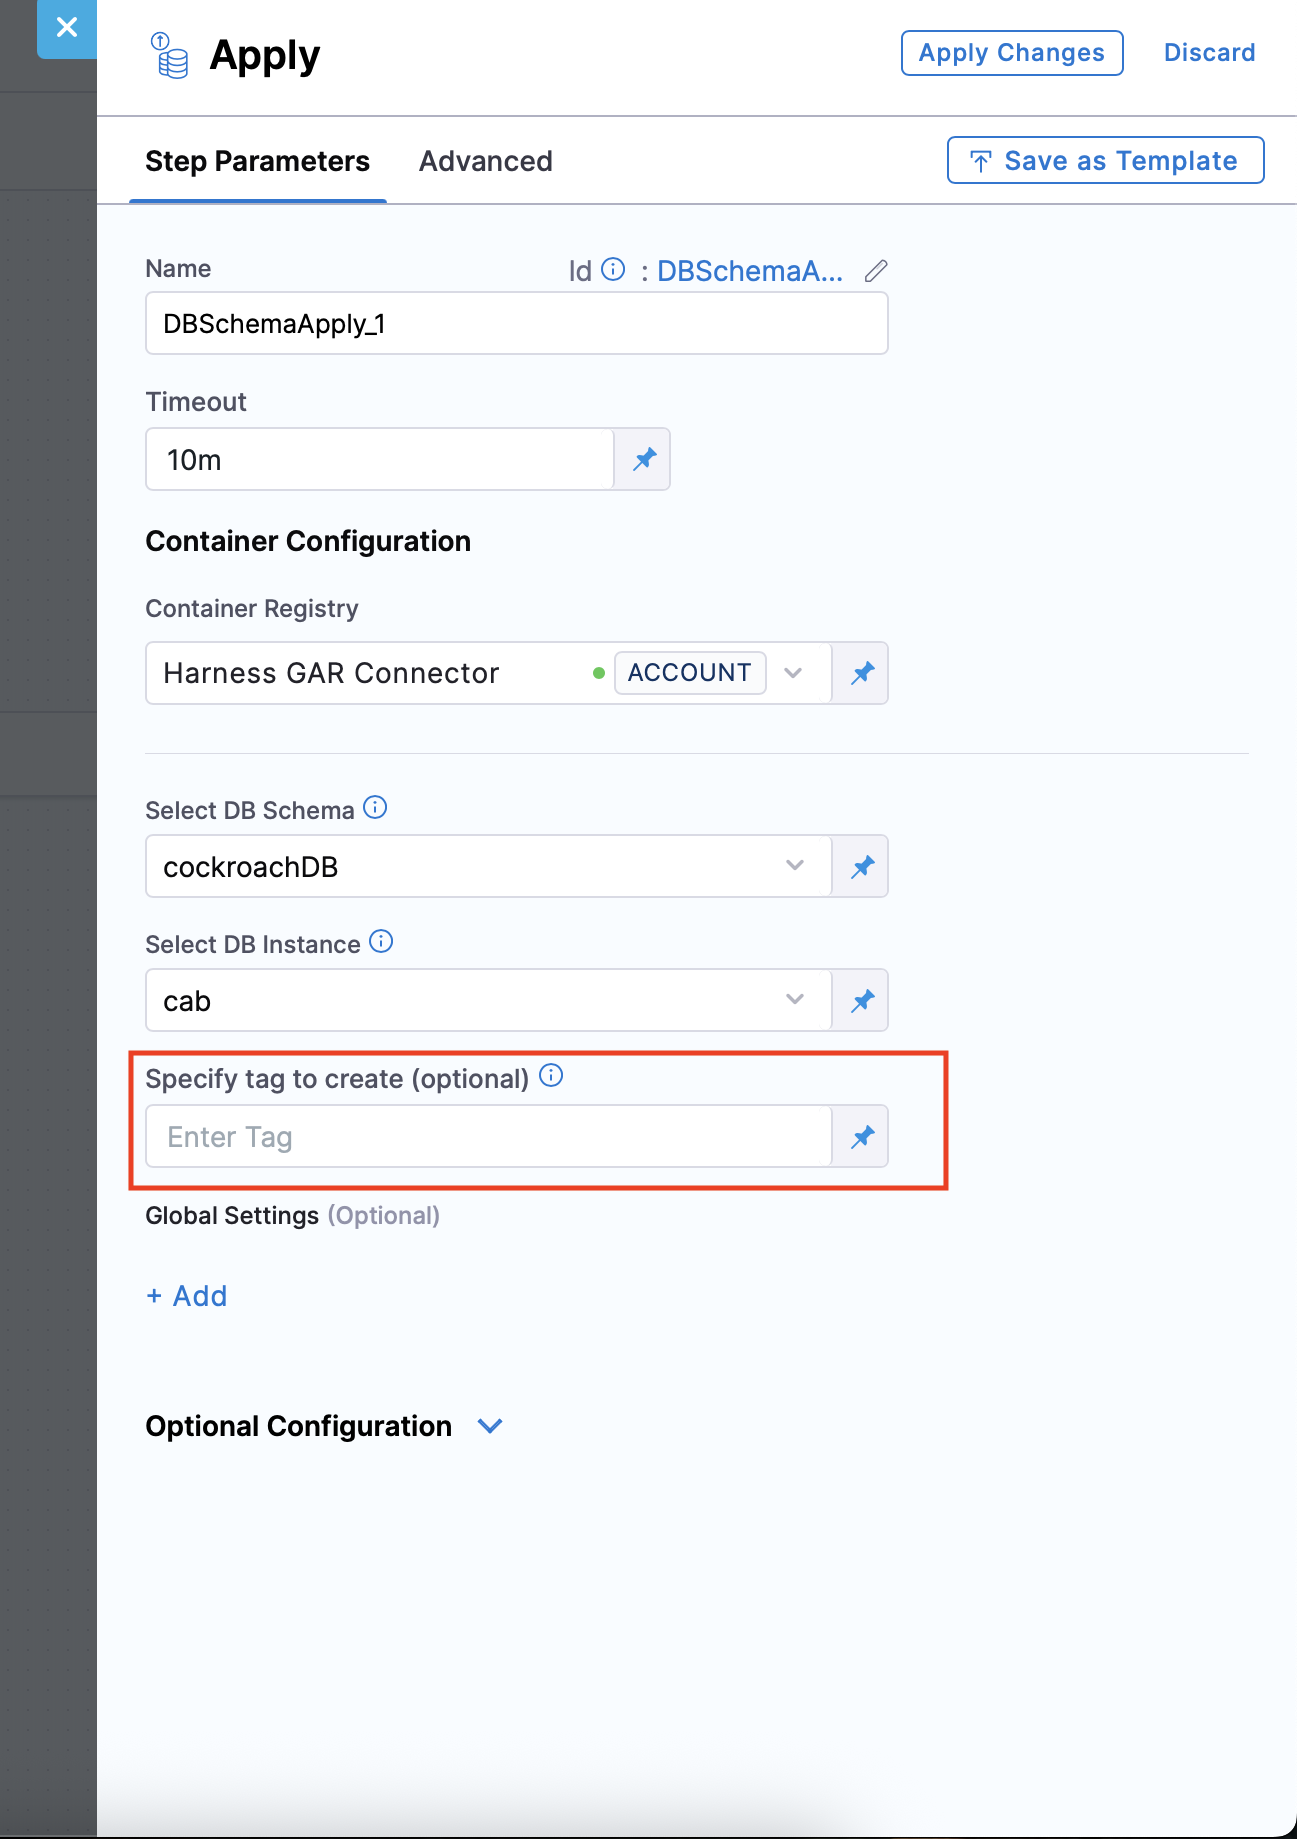 Apply
Apply Changes
Discard
Step Parameters
Advanced
Save as Template
Name
Id : DBSchemaA...
DBSchemaApply_1
Timeout
10m
Container Configuration
Container Registry
Harness GAR Connector
ACCOUNT
Select DB Schema
cockroachDB
Select DB Instance
cab
Specify tag to create (optional)
Enter Tag
Global Settings (Optional)
+ Add
Optional Configuration